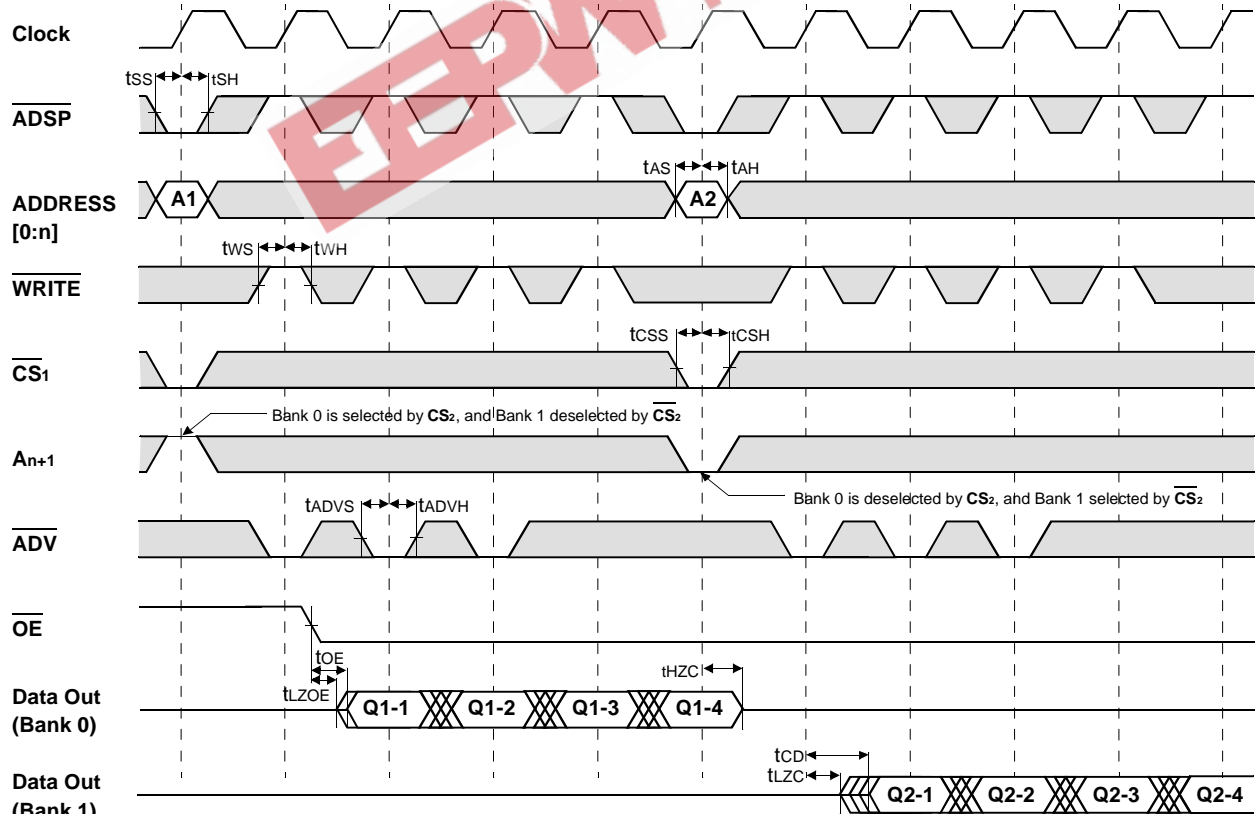 Clock
tSS tSH
ADSP
tAS tAH
ADDRESS
[0:n]
A1 A2
tWS tWH
WRITE
tCSS tCSH
CS1
Bank 0 is selected by CS2, and Bank 1 deselected by CS2
An+1
Bank 0 is deselected by CS2, and Bank 1 selected by CS2
tADVS tADVH
ADV
OE
tOE
tHZC
tLZOE
Data Out
(Bank 0)
Q1-1 Q1-2 Q1-3 Q1-4
tCD
tLZC
Data Out
(Bank 1)
Q2-1 Q2-2 Q2-3 Q2-4